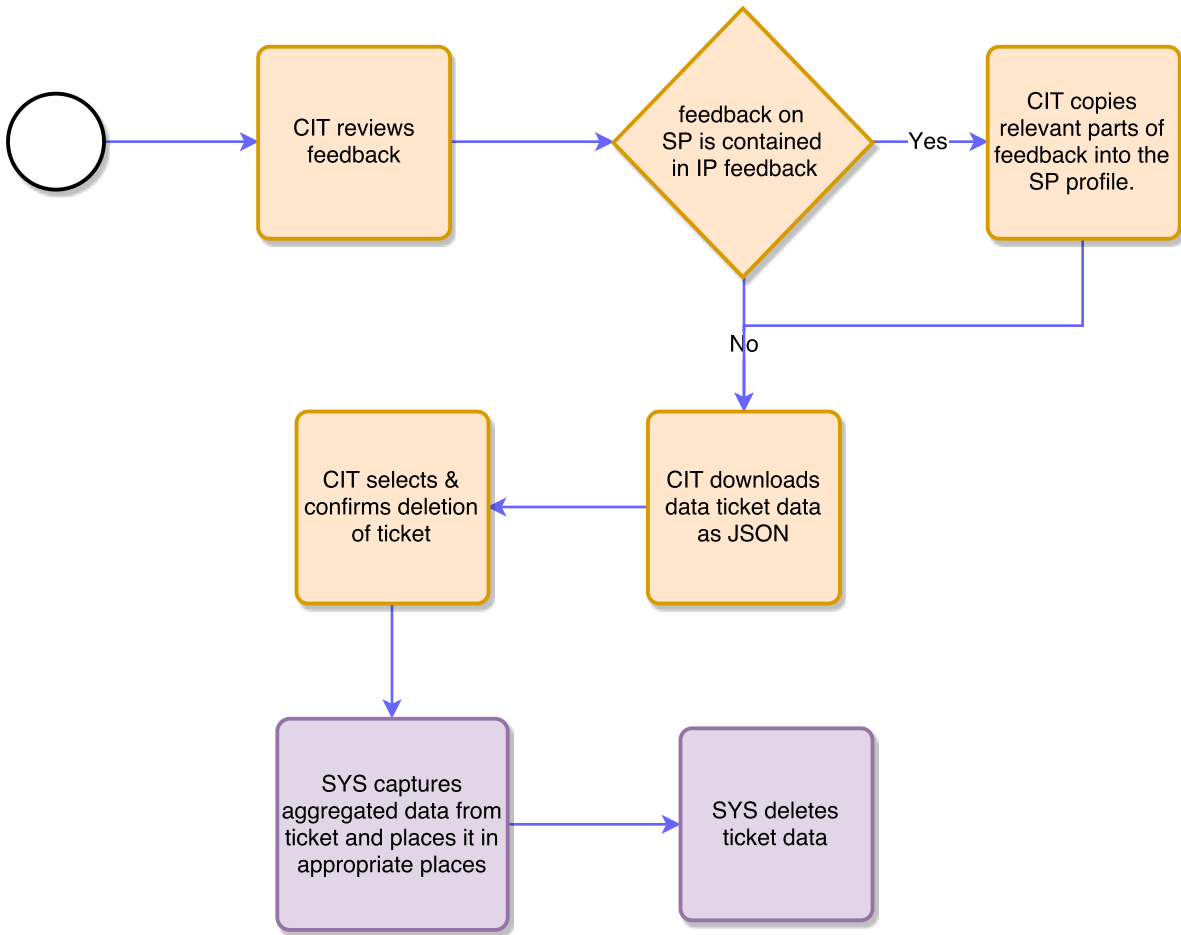 CIT reviews
feedback
feedback on
SP is contained
in IP feedback
Yes
CIT copies
relevant parts of
feedback into the
SP profile.
No
CIT downloads
data ticket data
as JSON
CIT selects &
confirms deletion
of ticket
SYS captures
aggregated data from
ticket and places it in
appropriate places
SYS deletes
ticket data